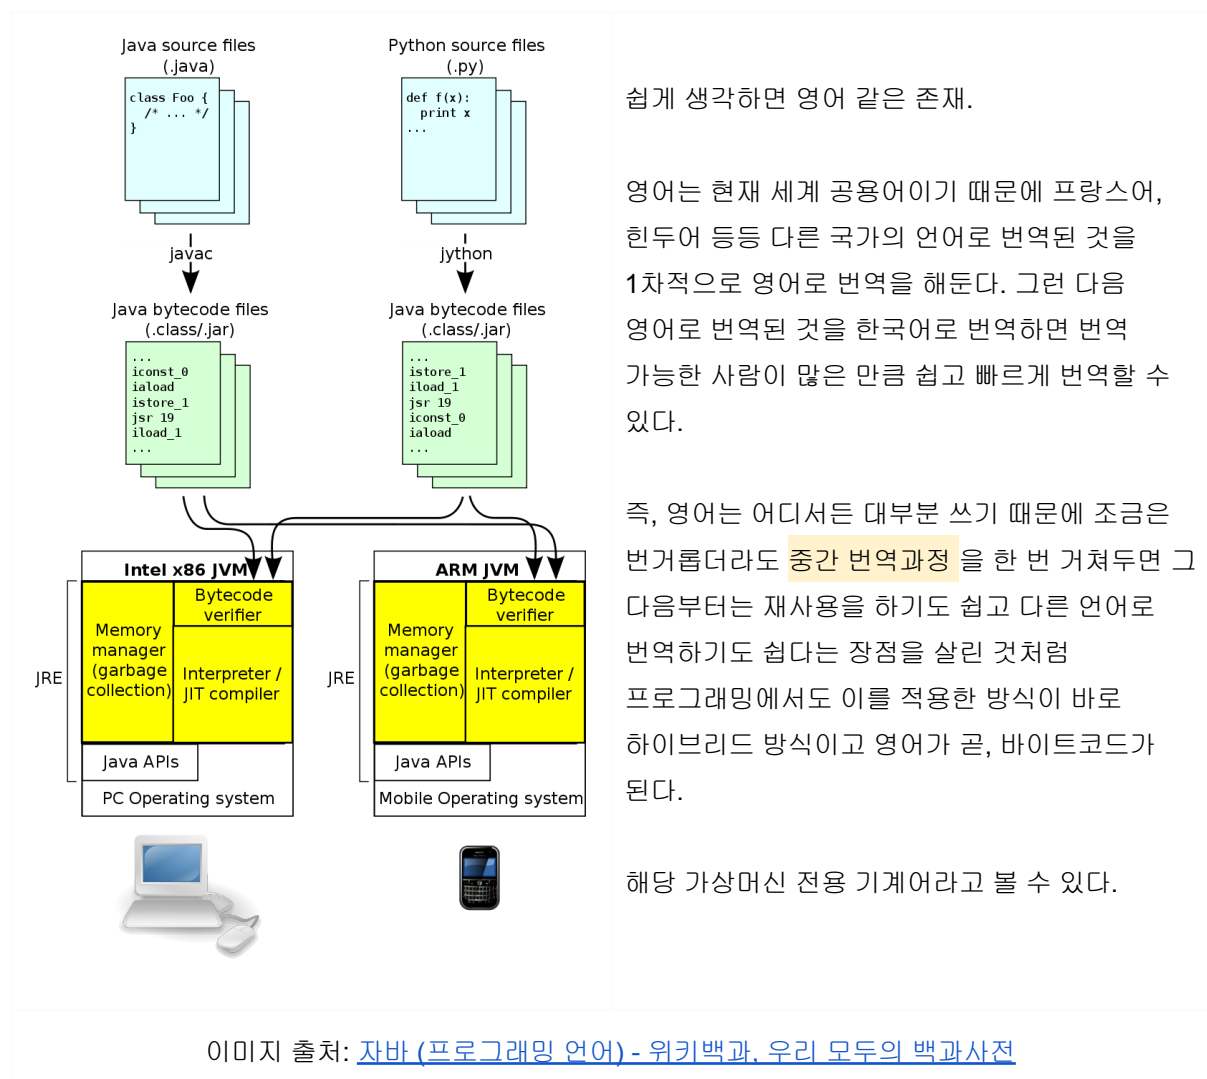 Java source files
(.java)
class Foo {
/* ... */
}
javac
Java bytecode files
(.class/.jar)
...
iconst_0
iaload
istore_1
jsr 19
iload_1
...
Python source files
(.py)
def f(x):
print x
...
jython
Java bytecode files
(.class/.jar)
...
istore_1
iload_1
jsr 19
iconst_0
iaload
...
Intel x86 JVM
Bytecode
verifier
Memory
manager
(garbage
collection)
Interpreter /
JIT compiler
JRE
Java APIs
PC Operating system
ARM JVM
Bytecode
verifier
Memory
manager
(garbage
collection)
Interpreter /
JIT compiler
JRE
Java APIs
Mobile Operating system
쉽게 생각하면 영어 같은 존재.
영어는 현재 세계 공용어이기 때문에 프랑스어,
힌두어 등등 다른 국가의 언어로 번역된 것을
1차적으로 영어로 번역을 해둔다. 그런 다음
영어로 번역된 것을 한국어로 번역하면 번역
가능한 사람이 많은 만큼 쉽고 빠르게 번역할 수
있다.
즉, 영어는 어디서든 대부분 쓰기 때문에 조금은
번거롭더라도 중간 번역과정 을 한 번 거쳐두면 그
다음부터는 재사용을 하기도 쉽고 다른 언어로
번역하기도 쉽다는 장점을 살린 것처럼
프로그래밍에서도 이를 적용한 방식이 바로
하이브리드 방식이고 영어가 곧, 바이트코드가
된다.
해당 가상머신 전용 기계어라고 볼 수 있다.
이미지 출처: 자바 (프로그래밍 언어) - 위키백과, 우리 모두의 백과사전